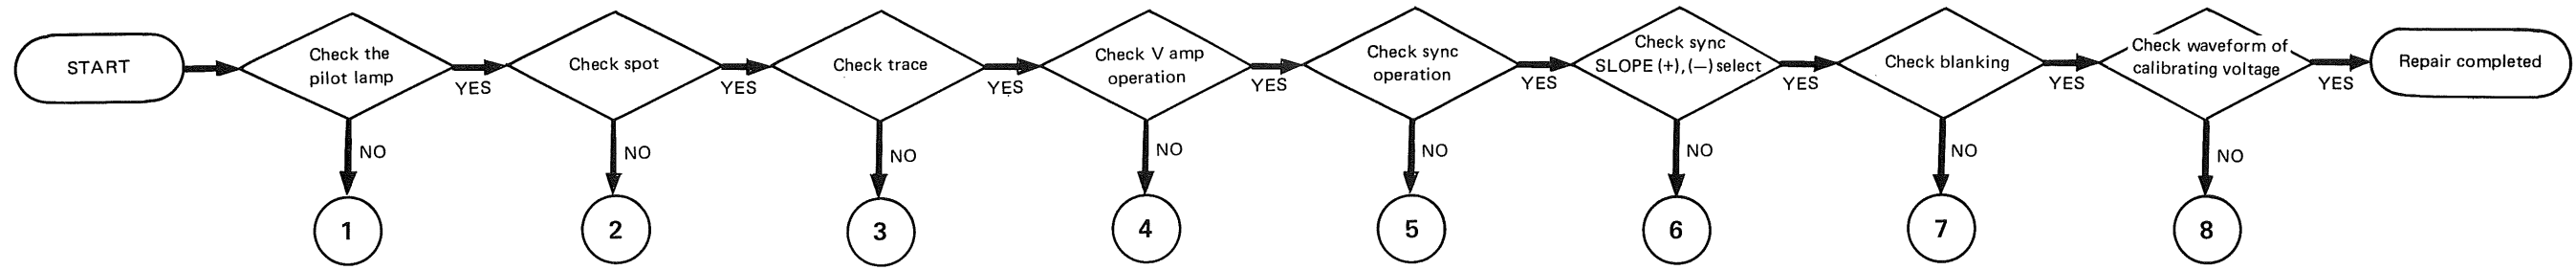 START
Check the
pilot lamp
YES
NO
1
Check spot
YES
NO
2
Check trace
YES
NO
3
Check V amp
operation
YES
NO
4
Check sync
operation
YES
NO
5
Check sync
SLOPE (+), (−) select
YES
NO
6
Check blanking
YES
NO
7
Check waveform of
calibrating voltage
YES
NO
8
Repair completed